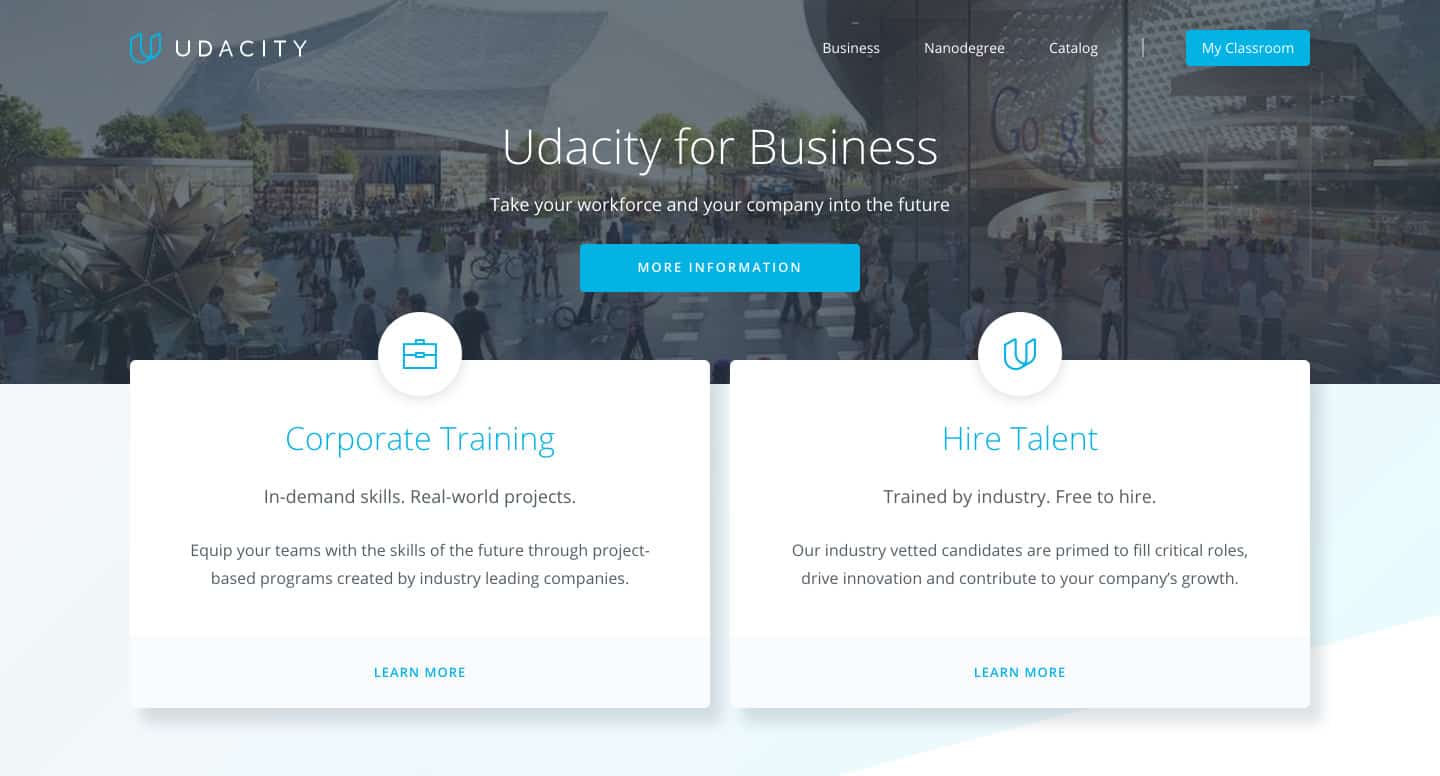 UDACITY
Business
Nanodegree
Catalog
My Classroom
Google
Udacity for Business
Take your workforce and your company into the future
MORE INFORMATION
Corporate Training
In-demand skills. Real-world projects.
Equip your teams with the skills of the future through project-
based programs created by industry leading companies.
LEARN MORE
Hire Talent
Trained by industry. Free to hire.
Our industry vetted candidates are primed to fill critical roles,
drive innovation and contribute to your company’s growth.
LEARN MORE